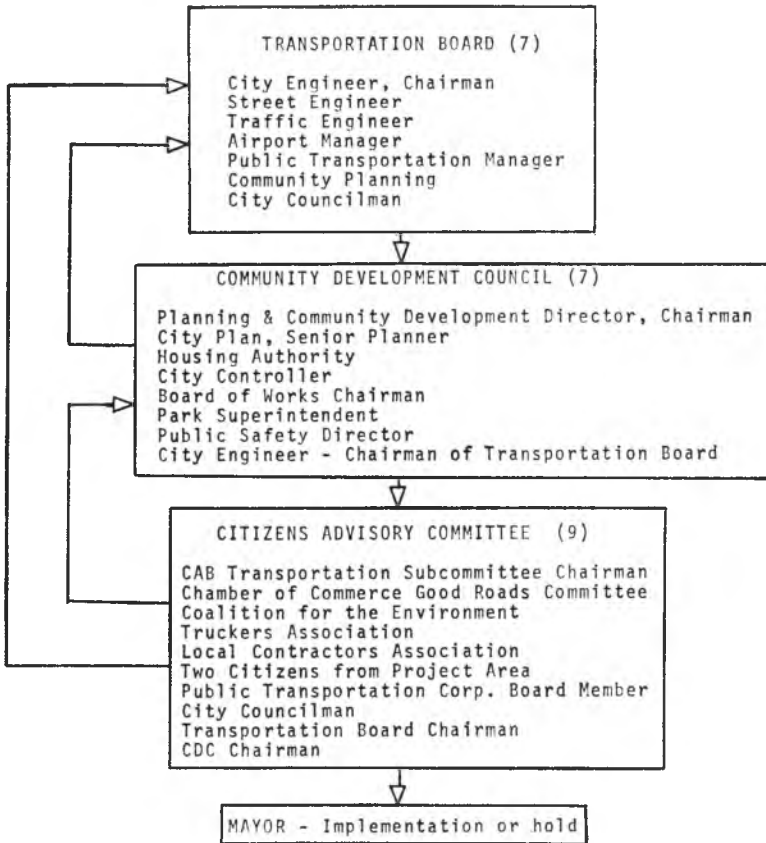 TRANSPORTATION BOARD (7)
City Engineer, Chairman
Street Engineer
Traffic Engineer
Airport Manager
Public Transportation Manager
Community Planning
City Councilman
COMMUNITY DEVELOPMENT COUNCIL (7)
Planning & Community Development Director, Chairman
City Plan, Senior Planner
Housing Authority
City Controller
Board of Works Chairman
Park Superintendent
Public Safety Director
City Engineer - Chairman of Transportation Board
CITIZENS ADVISORY COMMITTEE (9)
CAB Transportation Subcommittee Chairman
Chamber of Commerce Good Roads Committee
Coalition for the Environment
Truckers Association
Local Contractors Association
Two Citizens from Project Area
Public Transportation Corp. Board Member
City Councilman
Transportation Board Chairman
CDC Chairman
MAYOR - Implementation or hold